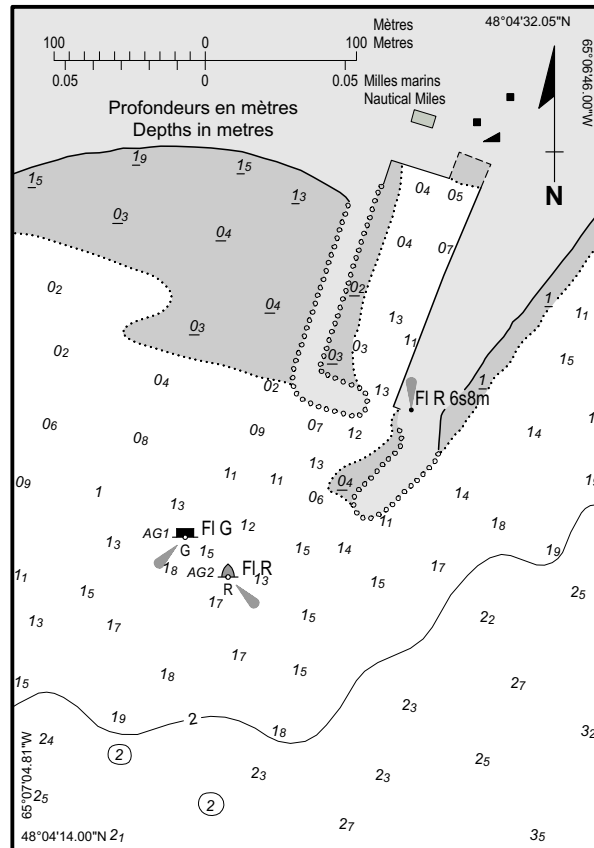 Mètres
100 0 100 Metres
48°04'32.05"N
65°06'46.00"W
0.05 0 0.05 Milles marins
Nautical Miles
Profondeurs en mètres
Depths in metres
N
1₅ 1₉ 1₅ 1₃
0₃ 0₄
0₄ 0₅
0₄ 0₇
0₂ 0₄ 0₂ 1
0₃ 1₃ 1₁
1₁
0₂ 0₃ 0₃ 1₅
0₄ 0₂ 1₃ 1
Fl R 6s8m
0₆ 0₈ 0₉ 0₇ 1₂ 1₄
0₉ 1 1₁ 1₁ 1₃ 0₆ 0₄ 1₄
1₃ 1₂ 1₁ 1₈
AG1 Fl G
G
1₃ 1₅ 1₅ 1₄ 1₉
AG2 Fl R
R
1₁ 1₈ 1₃ 1₅ 1₇
1₅ 1₇ 1₅ 2₂ 2₅
1₃ 1₇
1₇ 1₅
1₅ 1₈ 2₇
1₉ 2 1₈ 2₃ 3₂
2₄ 2 2₅
2₃ 2₃
2₅ 2
2₇ 3₅
65°07'04.81"W
48°04'14.00"N 2₁